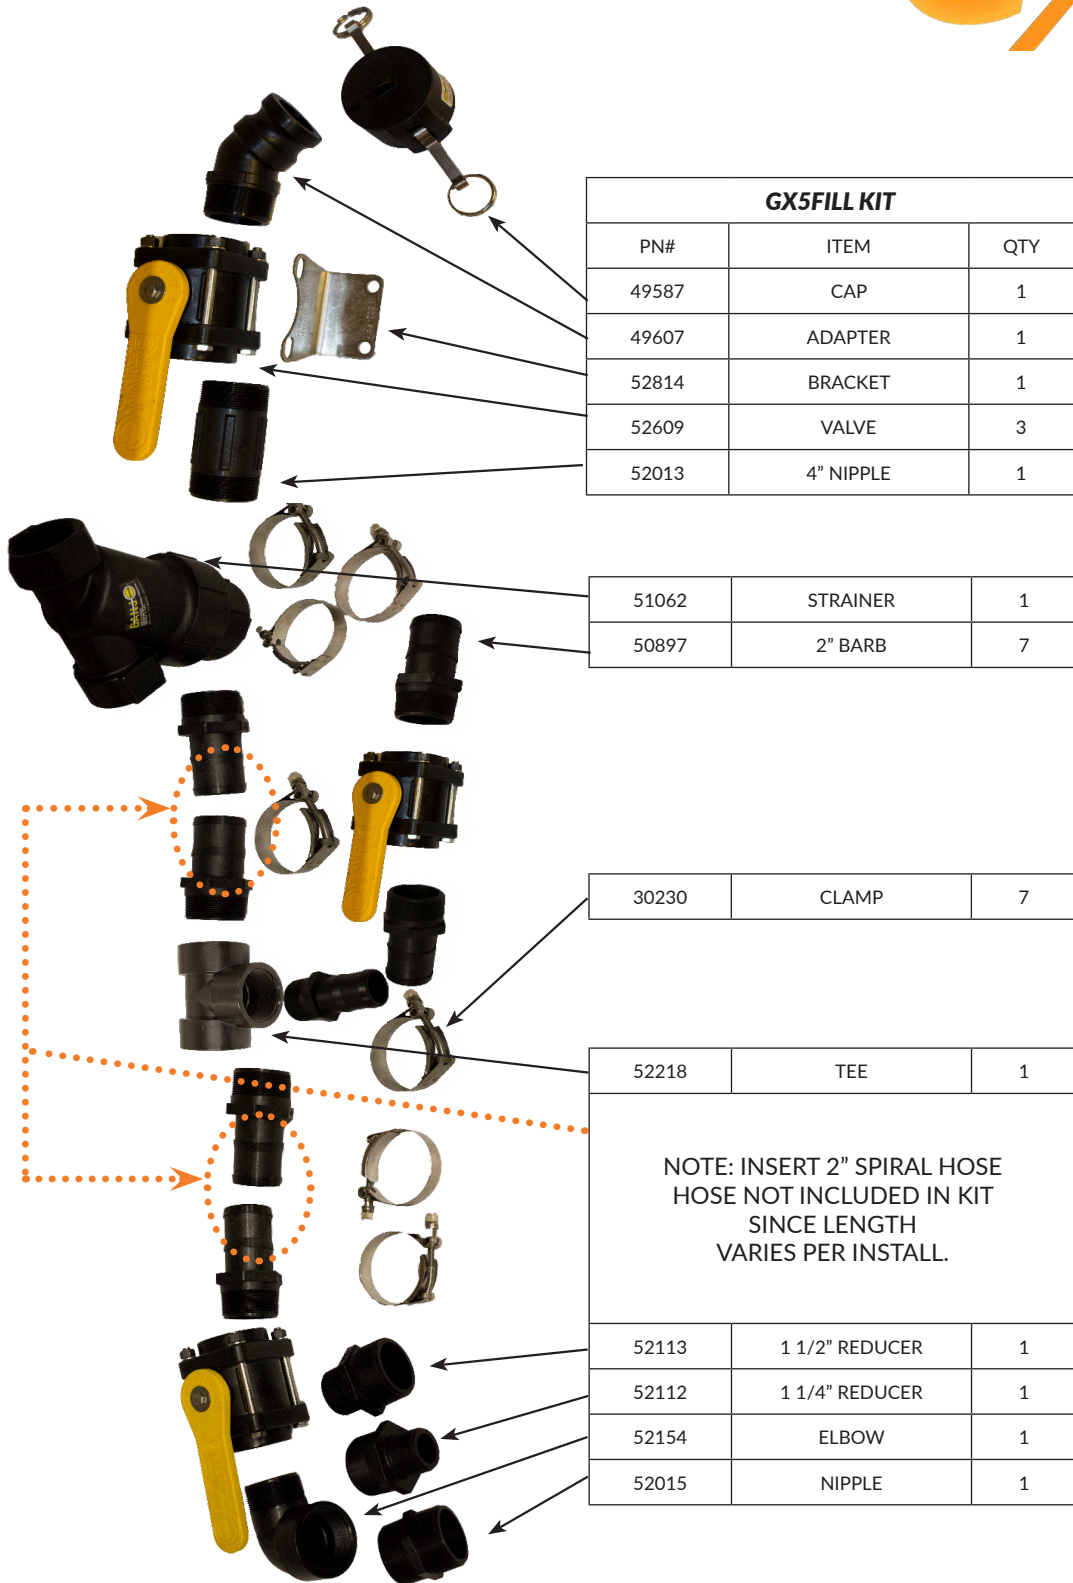 GX5FILL KIT
PN# ITEM QTY
49587 CAP 1
49607 ADAPTER 1
52814 BRACKET 1
52609 VALVE 3
52013 4” NIPPLE 1
51062 STRAINER 1
50897 2” BARB 7
30230 CLAMP 7
52218 TEE 1
NOTE: INSERT 2” SPIRAL HOSE
HOSE NOT INCLUDED IN KIT
SINCE LENGTH
VARIES PER INSTALL.
52113 1 1/2” REDUCER 1
52112 1 1/4” REDUCER 1
52154 ELBOW 1
52015 NIPPLE 1